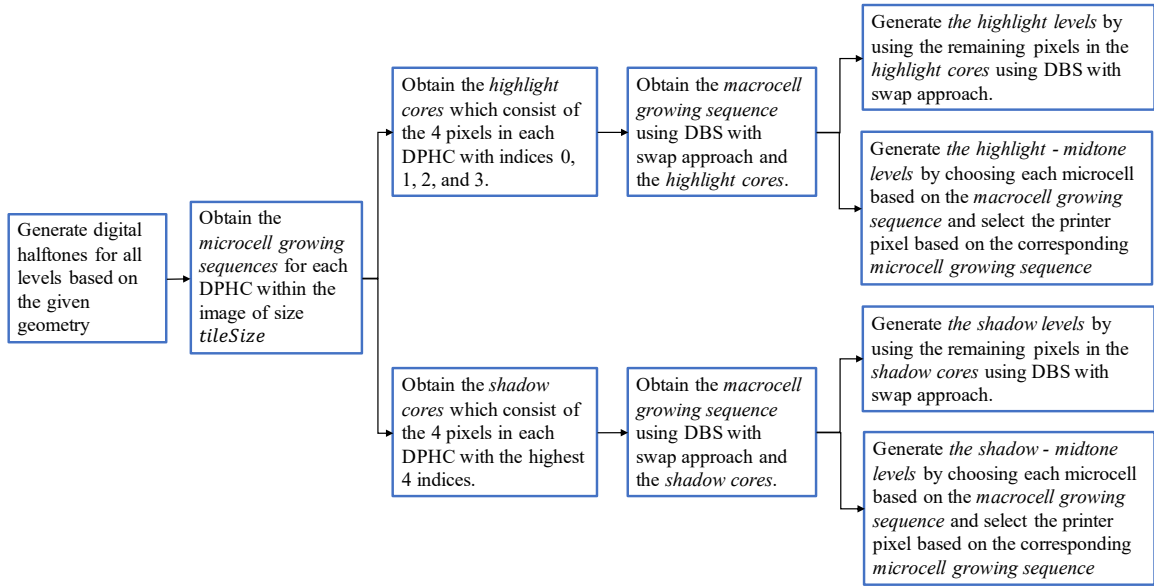 Generate digital
halftones for all
levels based on
the given
geometry
Obtain the
microcell growing
sequences for each
DPHC within the
image of size
tileSize
Obtain the highlight
cores which consist of
the 4 pixels in each
DPHC with indices 0,
1, 2, and 3.
Obtain the macrocell
growing sequence
using DBS with
swap approach and
the highlight cores.
Generate the highlight levels by
using the remaining pixels in the
highlight cores using DBS with
swap approach.
Generate the highlight - midtone
levels by choosing each microcell
based on the macrocell growing
sequence and select the printer
pixel based on the corresponding
microcell growing sequence
Obtain the shadow
cores which consist of
the 4 pixels in each
DPHC with the highest
4 indices.
Obtain the macrocell
growing sequence
using DBS with
swap approach and
the shadow cores.
Generate the shadow levels by
using the remaining pixels in the
shadow cores using DBS with
swap approach.
Generate the shadow - midtone
levels by choosing each microcell
based on the macrocell growing
sequence and select the printer
pixel based on the corresponding
microcell growing sequence